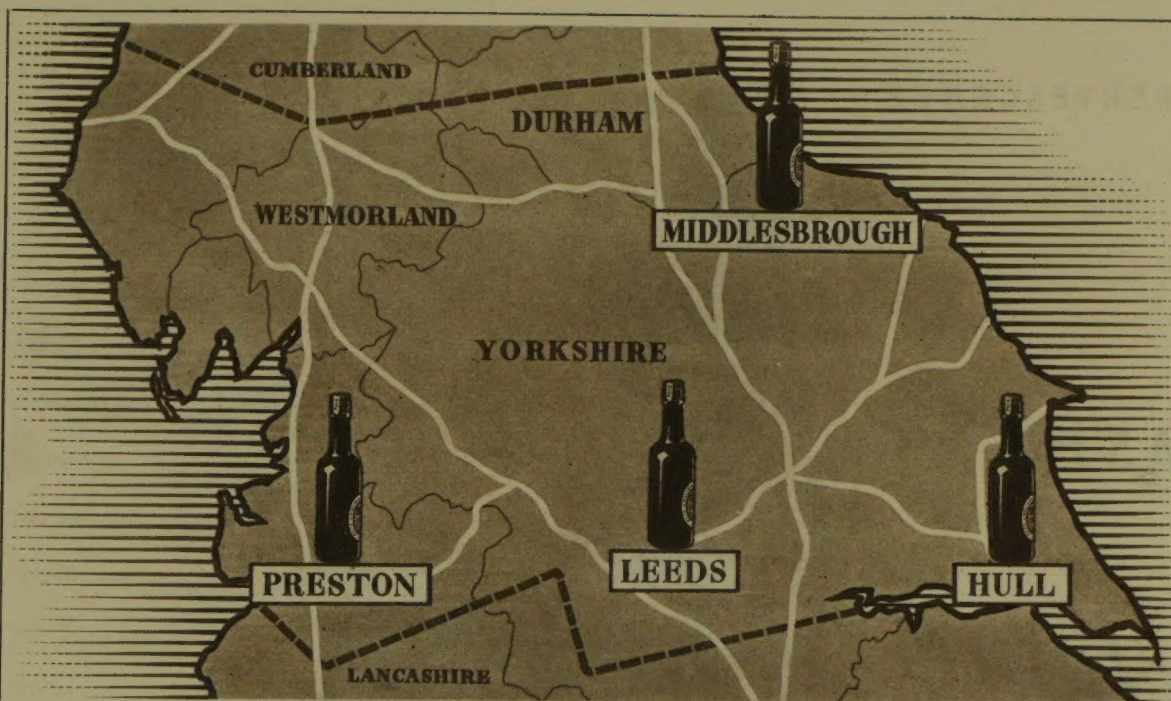 CUMBERLAND
DURHAM
WESTMORLAND
MIDDLESBROUGH
YORKSHIRE
PRESTON
LEEDS
HULL
LANCASHIRE